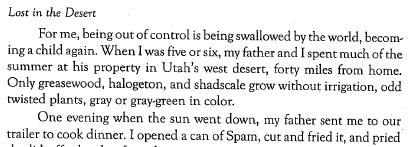 Lost in the Desert
For me, being out of control is being swallowed by the world, becom-
ing a child again. When I was five or six, my father and I spent much of the
summer at his property in Utah's west desert, forty miles from home.
Only greasewood, halogeton, and shadscale grow without irrigation, odd
twisted plants, gray or gray-green in color.
One evening when the sun went down, my father sent me to our
trailer to cook dinner. I opened a can of Spam, cut and fried it, and pried